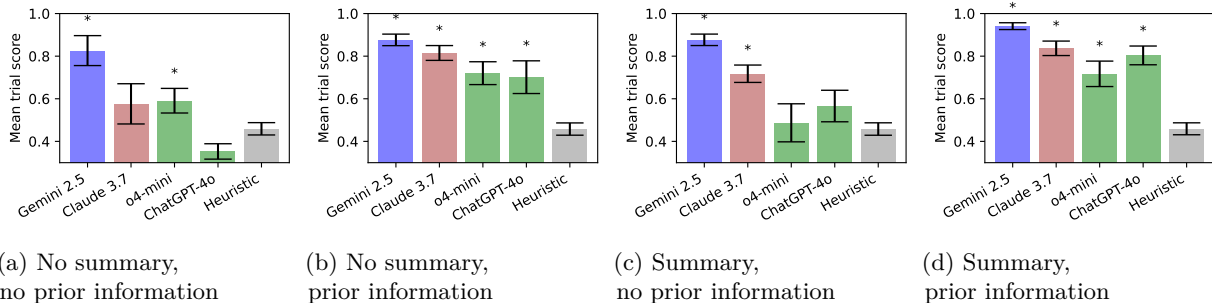 1.0
0.8
0.6
0.4
Mean trial score
*
*
Gemini 2.5
Claude 3.7
o4-mini
ChatGPT-4o
Heuristic
(a) No summary,
no prior information
1.0
0.8
0.6
0.4
Mean trial score
*
*
*
*
Gemini 2.5
Claude 3.7
o4-mini
ChatGPT-4o
Heuristic
(b) No summary,
prior information
1.0
0.8
0.6
0.4
Mean trial score
*
*
Gemini 2.5
Claude 3.7
o4-mini
ChatGPT-4o
Heuristic
(c) Summary,
no prior information
1.0
0.8
0.6
0.4
Mean trial score
*
*
*
*
Gemini 2.5
Claude 3.7
o4-mini
ChatGPT-4o
Heuristic
(d) Summary,
prior information